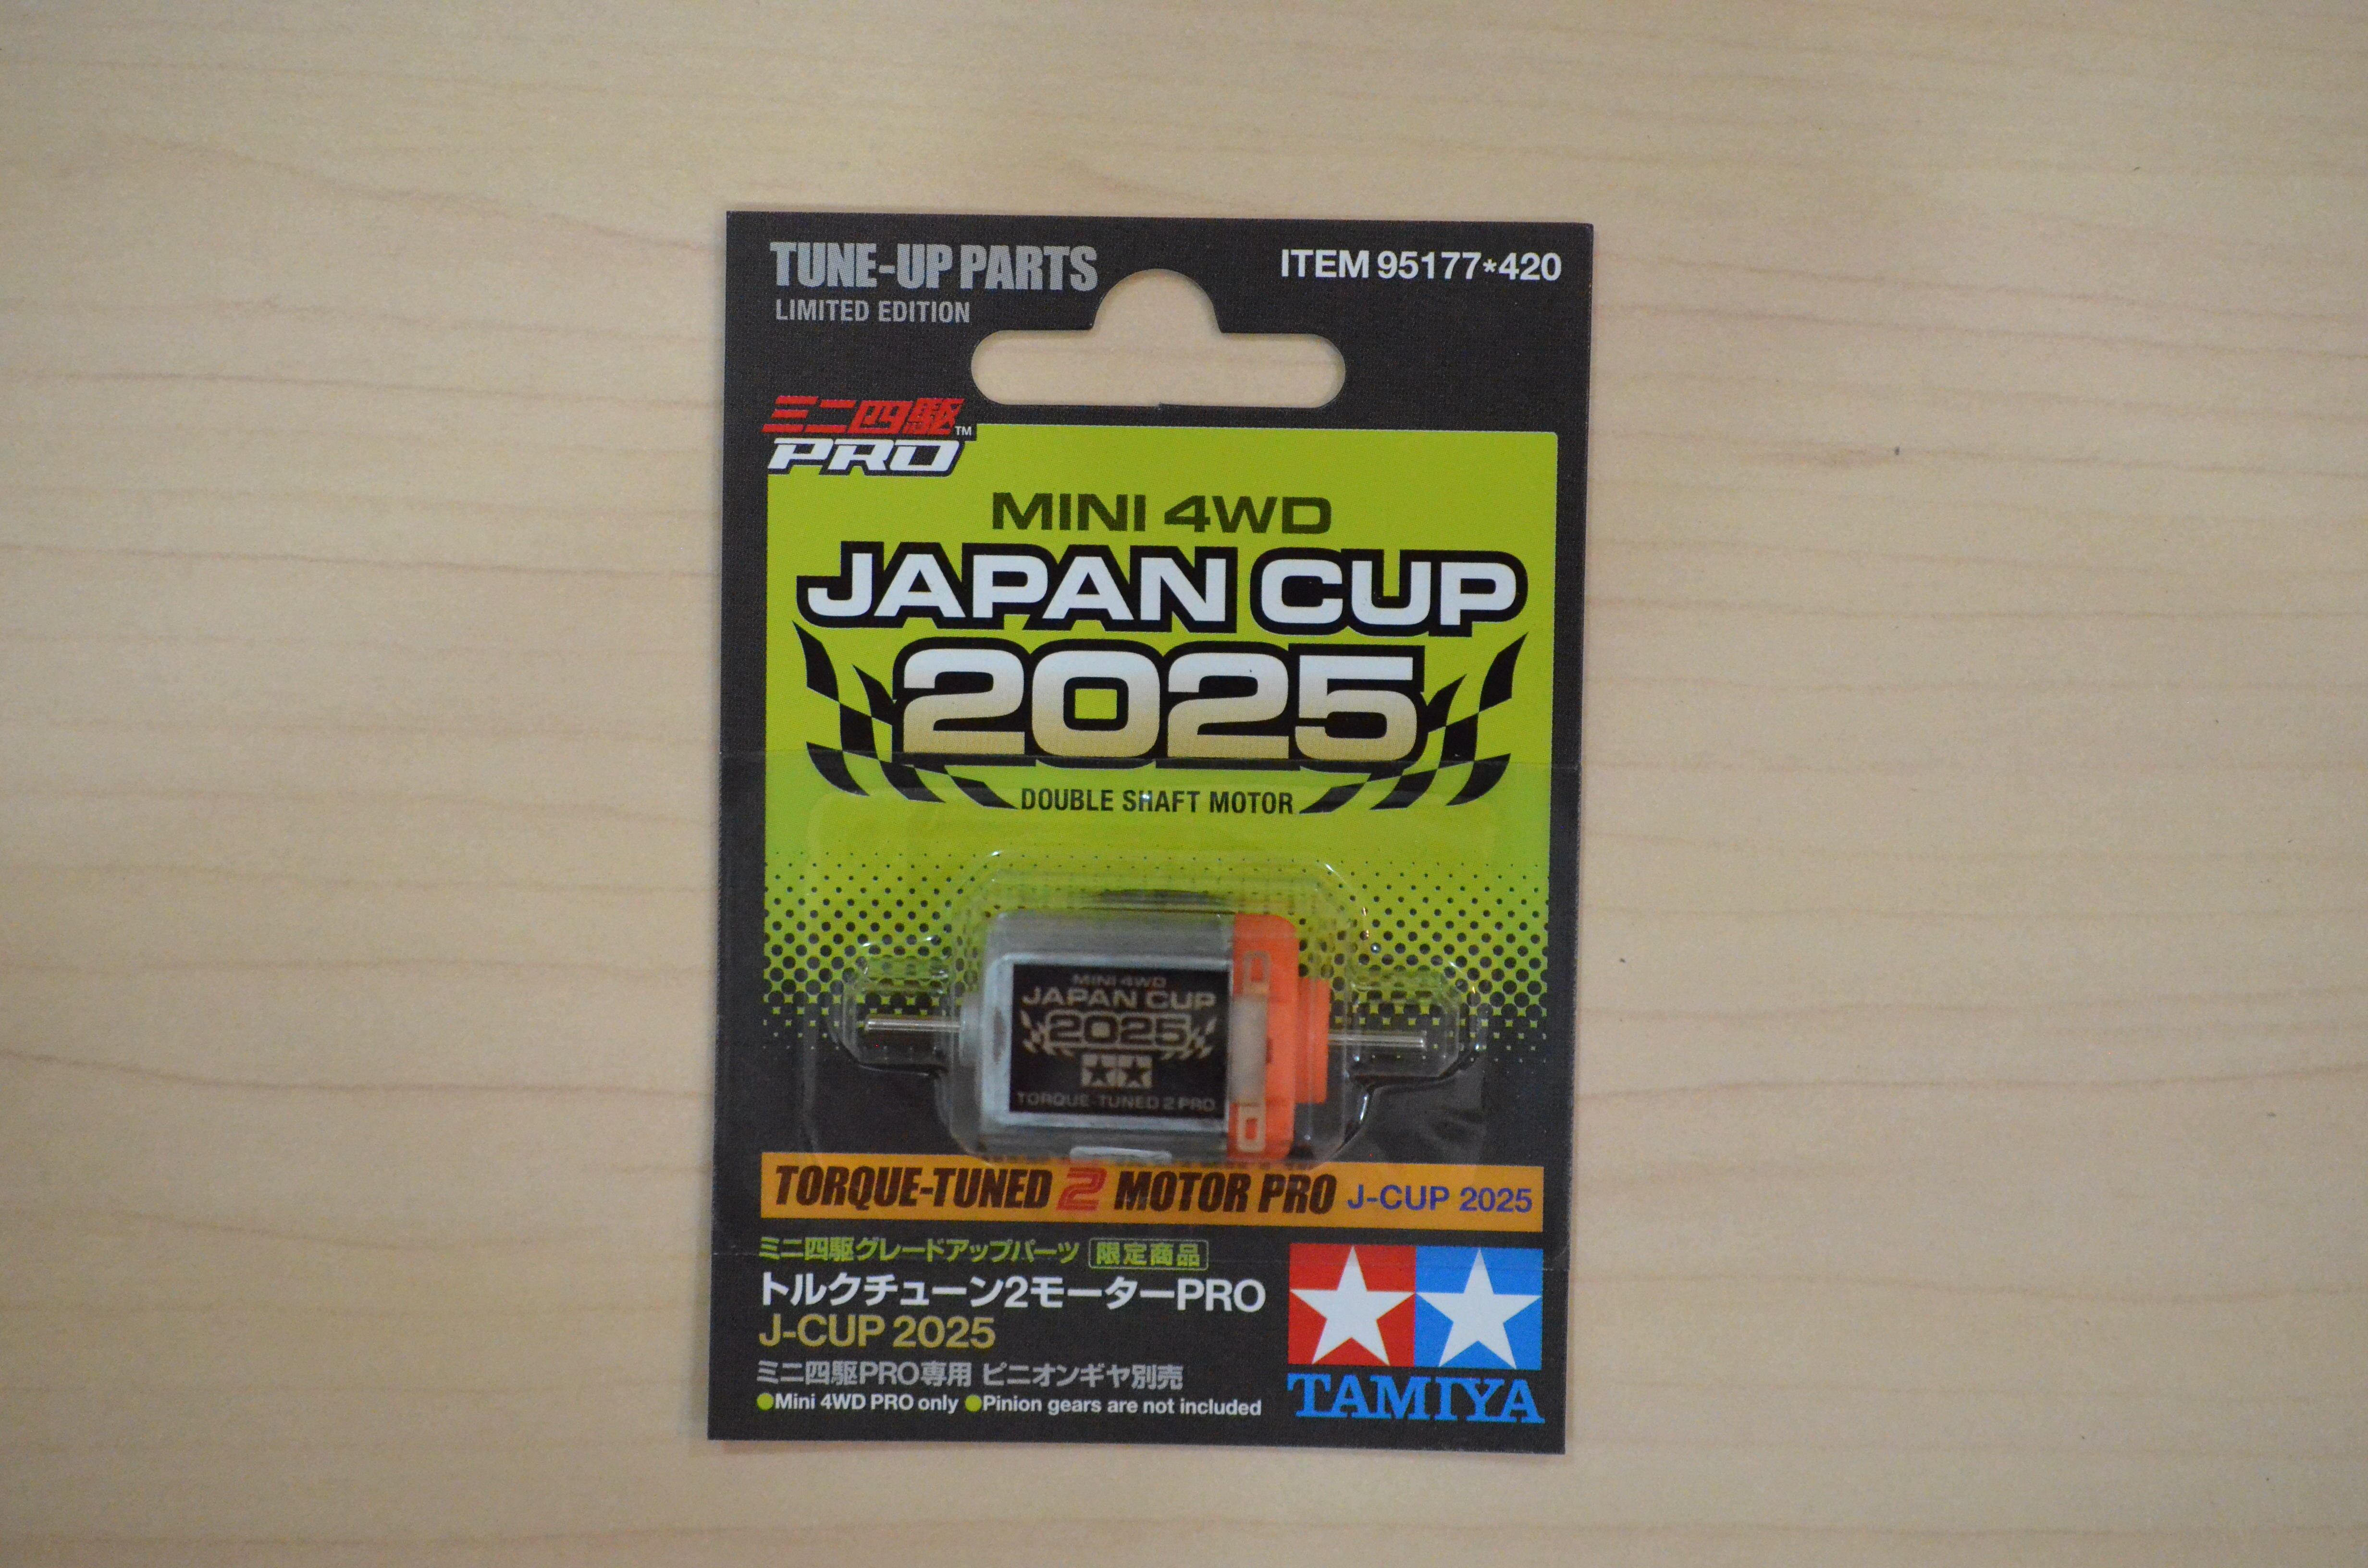 TUNE-UP PARTS
LIMITED EDITION
ITEM 95177*420
ミニ四駆™
PRO
MINI 4WD
JAPAN CUP
2025
DOUBLE SHAFT MOTOR
MINI 4WD
JAPAN CUP
2025
TORQUE-TUNED 2 PRO
TORQUE-TUNED 2 MOTOR PRO J-CUP 2025
ミニ四駆グレードアップパーツ 限定商品
トルクチューン2モーターPRO
J-CUP 2025
ミニ四駆PRO専用 ピニオンギヤ別売
●Mini 4WD PRO only ●Pinion gears are not included
TAMIYA